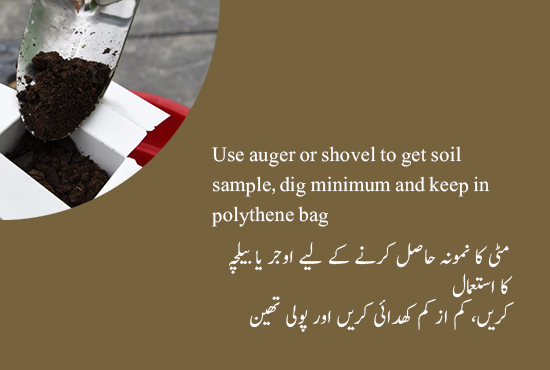 Use auger or shovel to get soil
sample, dig minimum and keep in
polythene bag
مٹی کا نمونہ حاصل کرنے کے لیے اوجر یا بیلچہ
کا استعمال
کریں، کم از کم کھدائی کریں اور پولی تھین